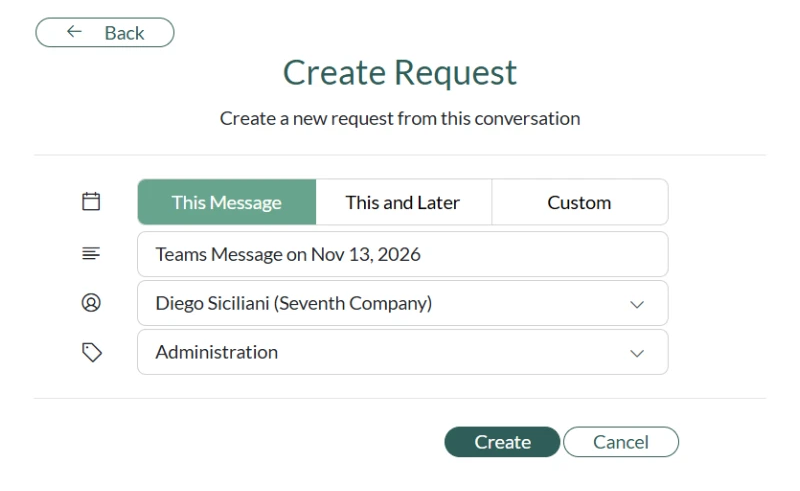 Back
Create Request
Create a new request from this conversation
This Message This and Later Custom
Teams Message on Nov 13, 2026
Diego Siciliani (Seventh Company)
Administration
Create Cancel